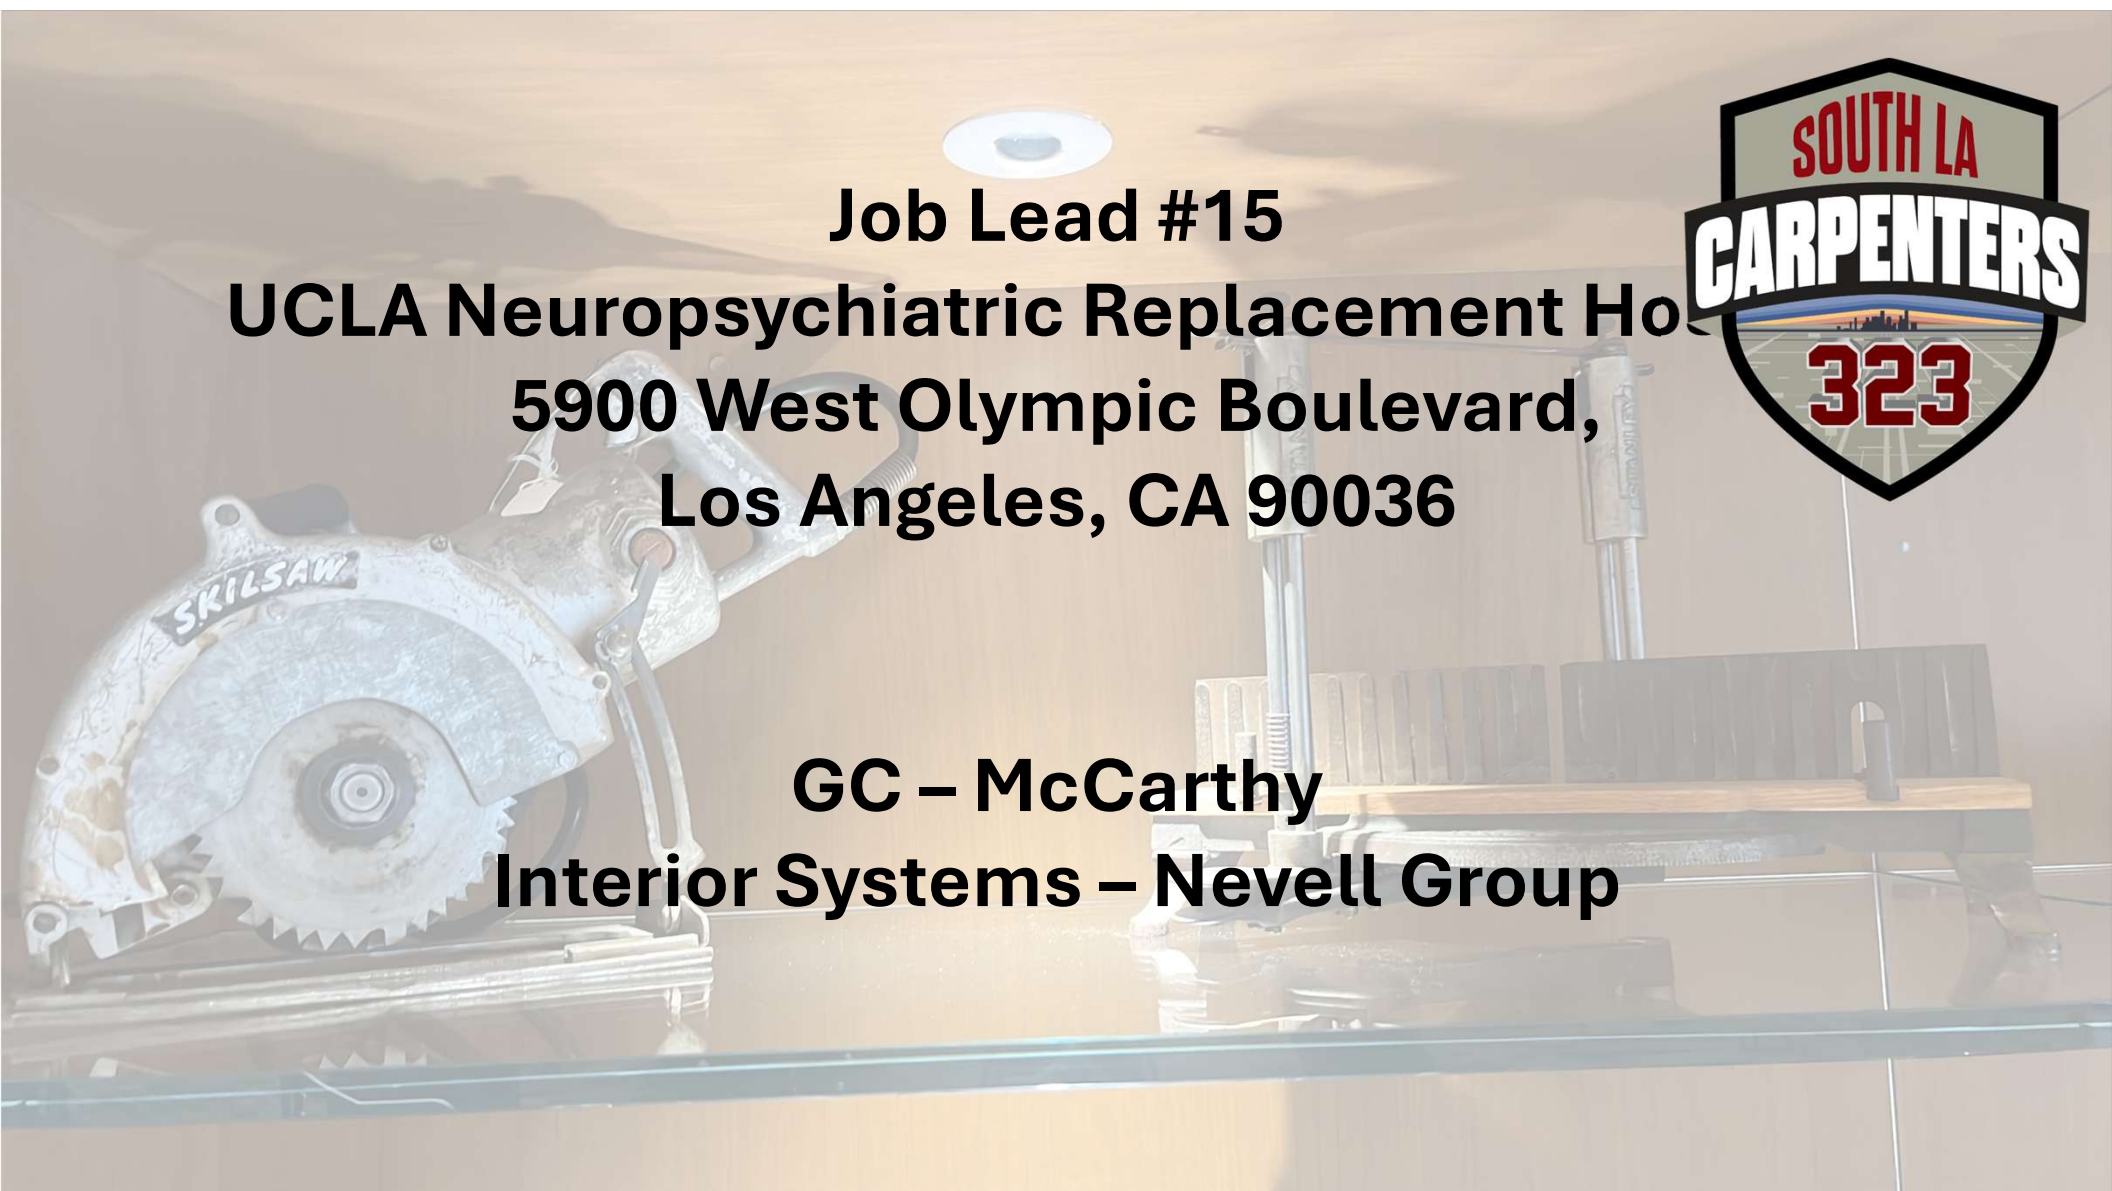 Job Lead #15
UCLA Neuropsychiatric Replacement
5900 West Olympic Boulevard,
Los Angeles, CA 90036
GC – McCarthy
Interior Systems – Nevell Group
SOUTH LA
CARPENTERS
323
SKILSAW
STANLEY